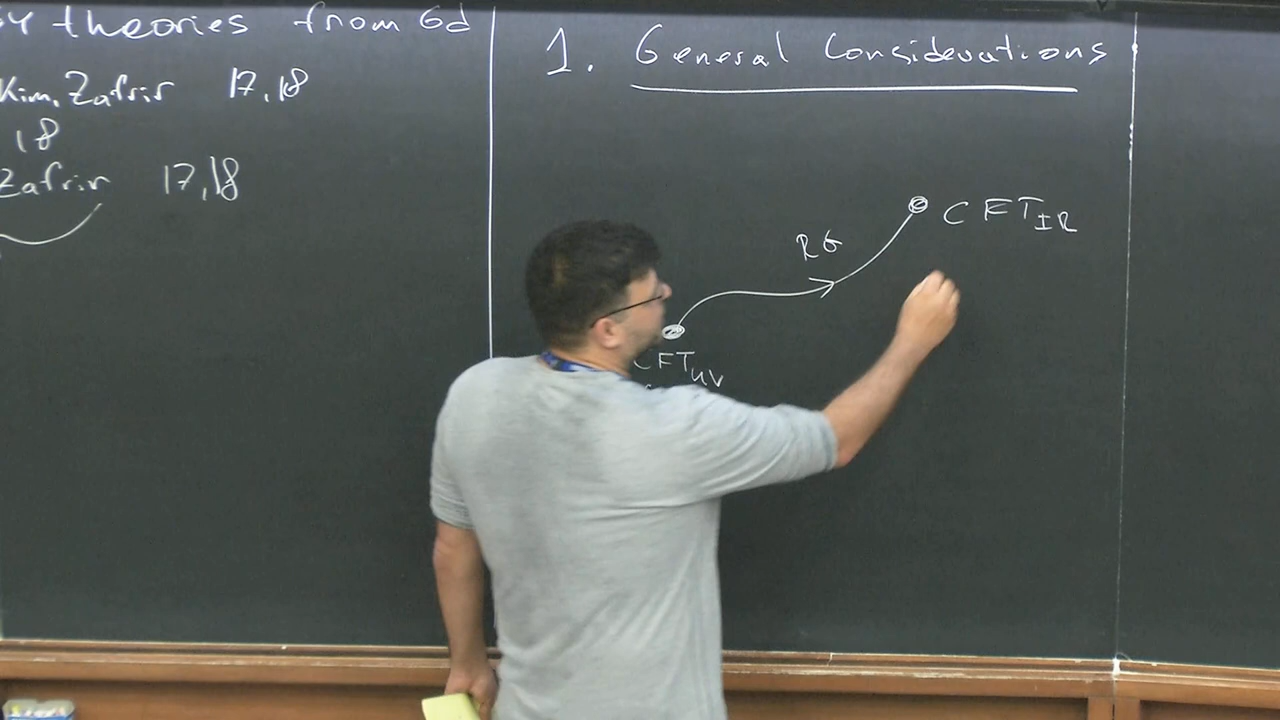 theories from 6d
Kim, Zafrir 17,18
18
Zafrir 17,18
1. General Considerations
CFT IR
RG
CFT UV